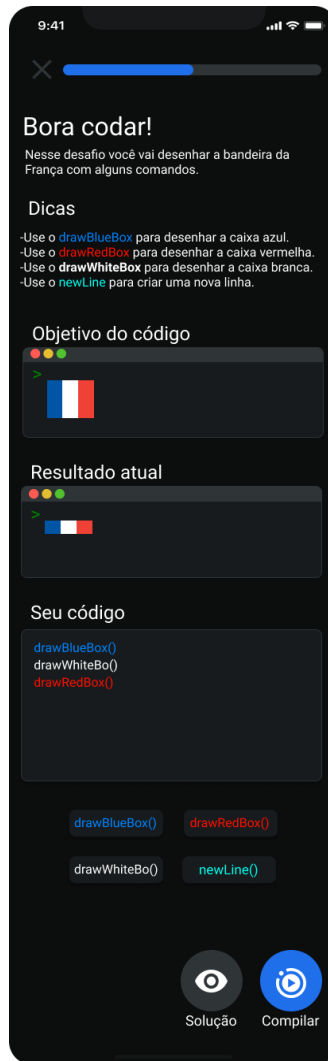 9:41
Bora codar!
Nesse desafio você vai desenhar a bandeira da
França com alguns comandos.
Dicas
-Use o drawBlueBox para desenhar a caixa azul.
-Use o drawRedBox para desenhar a caixa vermelha.
-Use o drawWhiteBox para desenhar a caixa branca.
-Use o newLine para criar uma nova linha.
Objetivo do código
>
Resultado atual
>
Seu código
drawBlueBox()
drawWhiteBo()
drawRedBox()
drawBlueBox() drawRedBox()
drawWhiteBo() newLine()
Solução Compilar